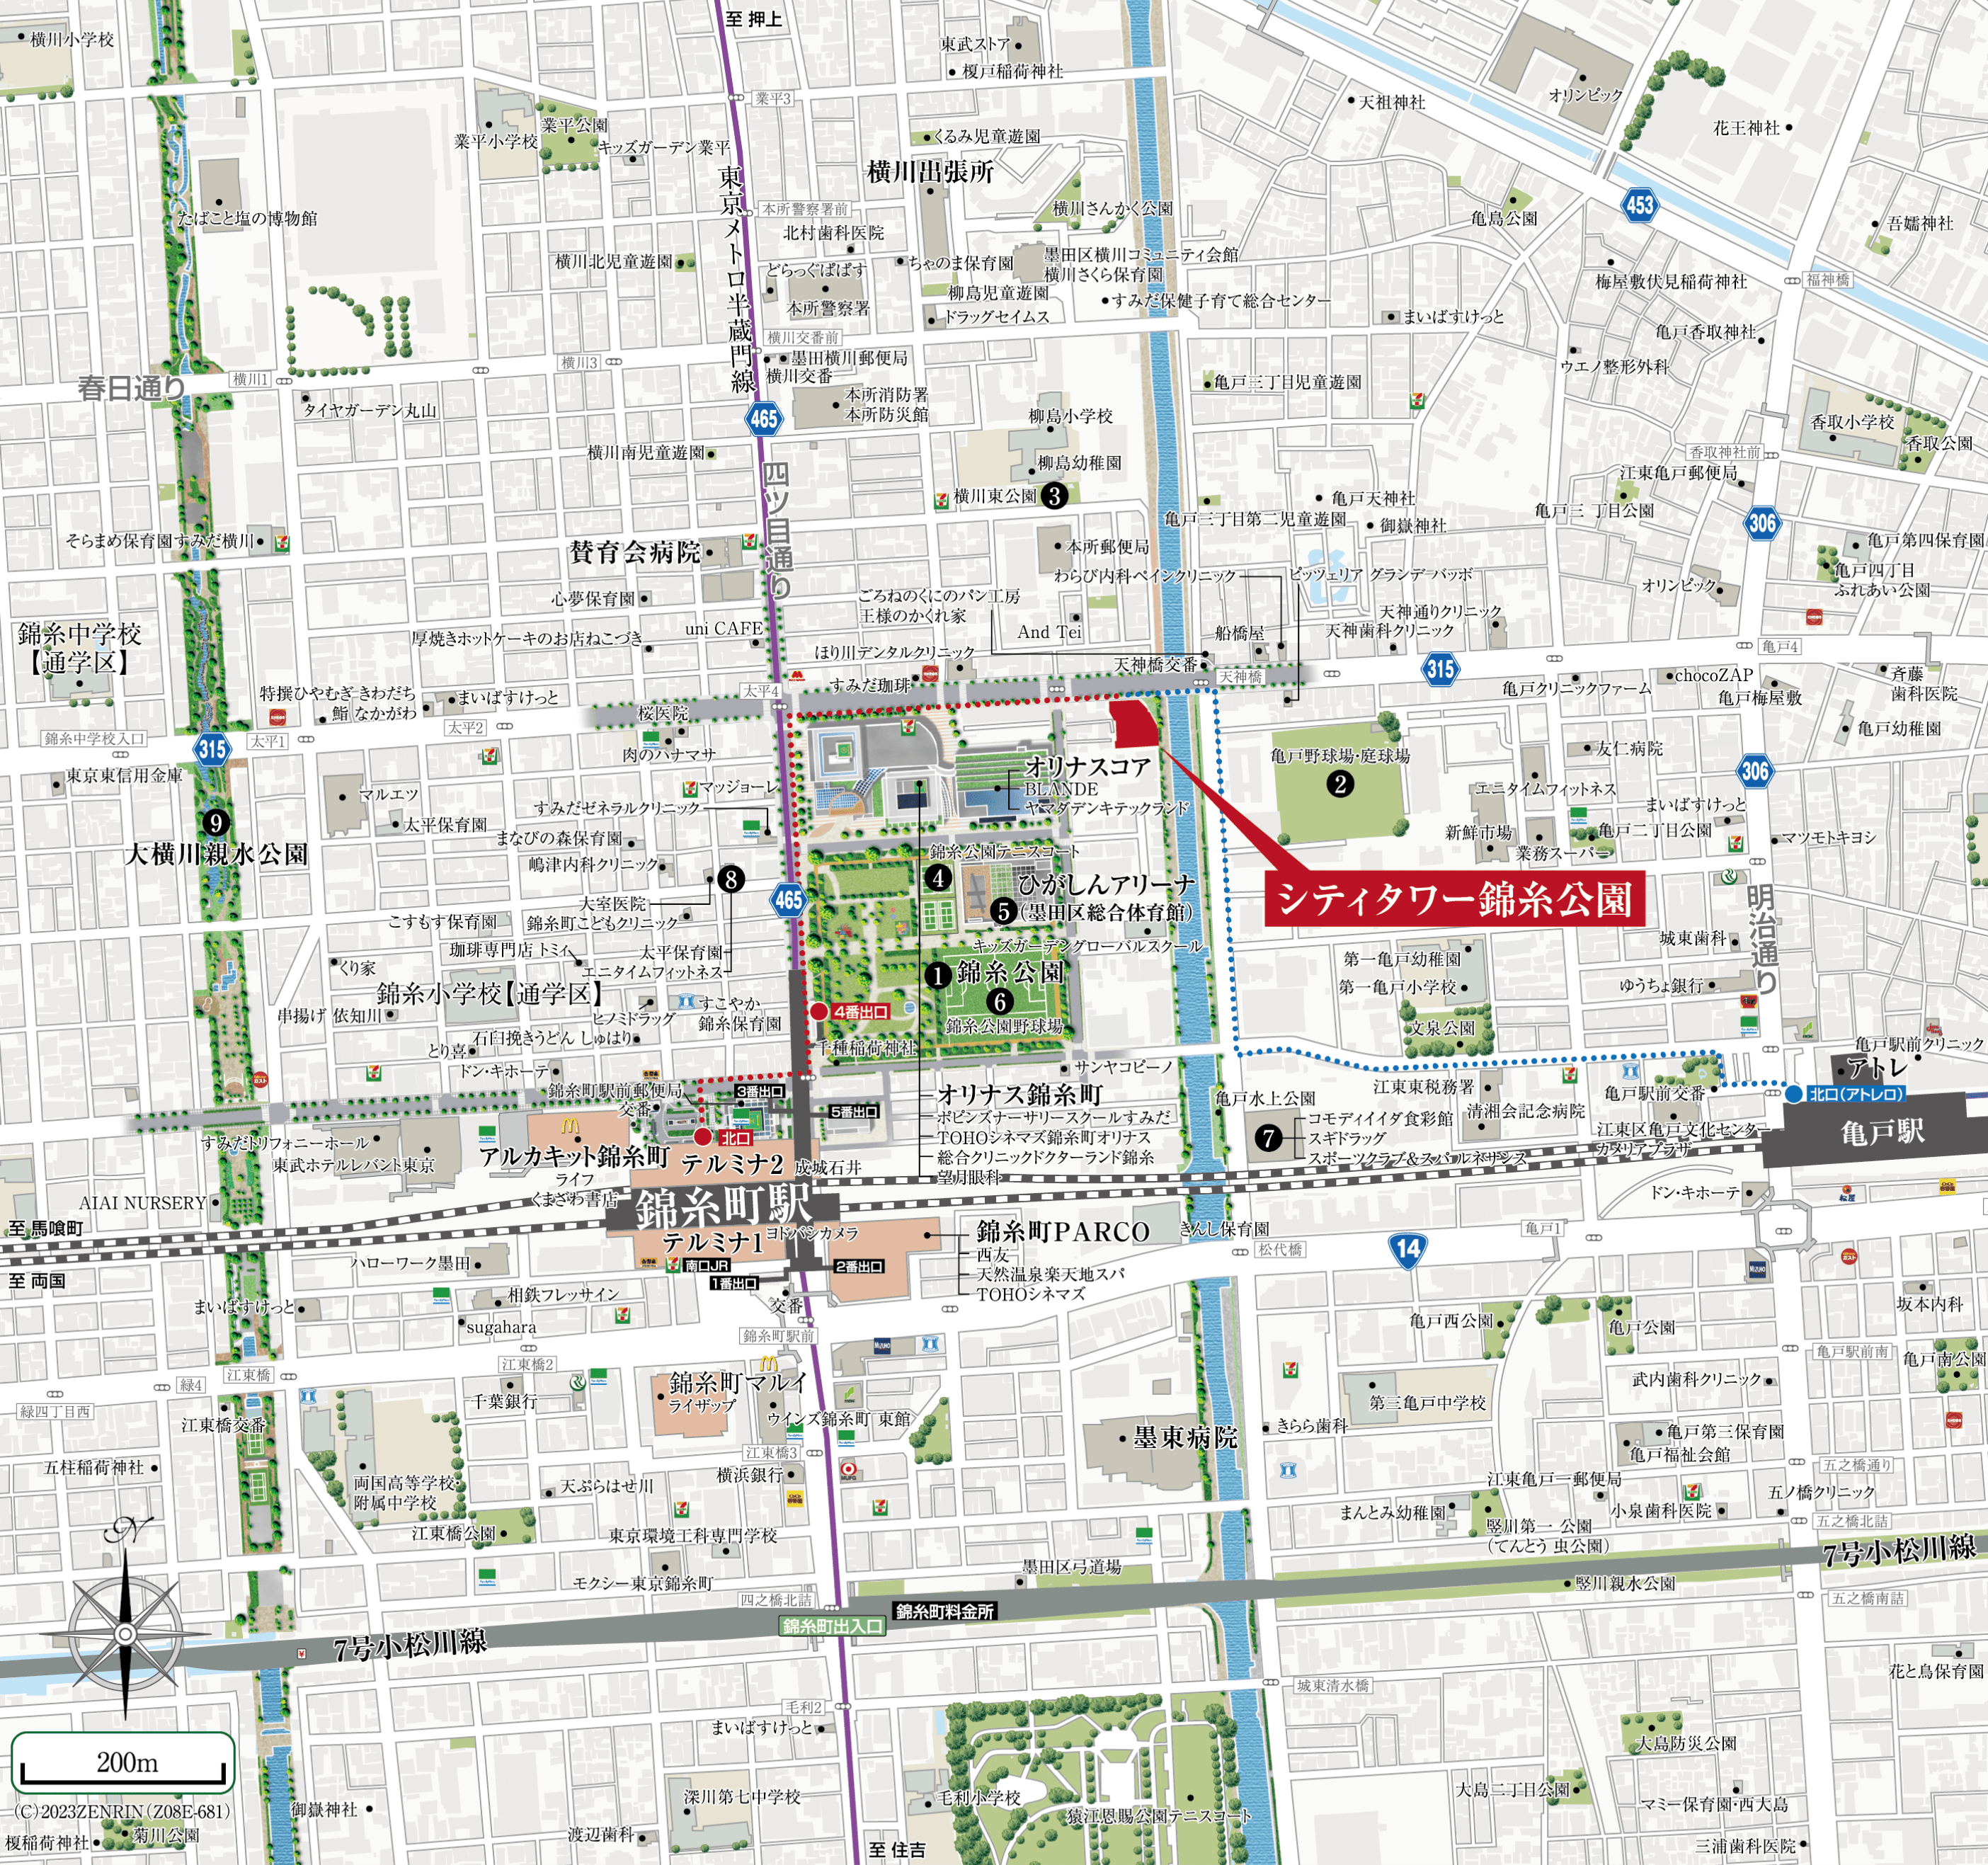 至 押上
横川小学校
東武ストア
榎戸稲荷神社
業平3
オリンピック
天祖神社
花王神社
業平小学校
業平公園
キッズガーデン業平
くるみ児童遊園
東京メトロ半蔵門線
横川出張所
たばこと塩の博物館
本所警察署前
北村歯科医院
横川さんかく公園
亀島公園
453
吾嬬神社
横川北児童遊園
どらっぐぱぱす
本所警察署
ちゃのま保育園
墨田区横川コミュニティ会館
横川さくら保育園
柳島児童遊園
すみだ保健子育て総合センター
ドラッグセイムス
まいばすけっと
梅屋敷伏見稲荷神社
福神橋
亀戸香取神社
ウエノ整形外科
横川交番前
横川3
墨田横川郵便局
横川交番
春日通り
横川1
タイヤガーデン丸山
本所消防署
本所防災館
465
柳島小学校
亀戸三丁目児童遊園
香取小学校
香取公園
香取神社前
横川南児童遊園
四ツ目通り
柳島幼稚園
横川東公園
3
亀戸天神社
亀戸三丁目第二児童遊園
御嶽神社
江東亀戸郵便局
亀戸三丁目公園
306
そらまめ保育園すみだ横川
賛育会病院
本所郵便局
亀戸第四保育園
亀戸四丁目
ふれあい公園
わらび内科ペインクリニック
ピッツェリア グランデ バッボ
オリンピック
心夢保育園
ごろねのくにのパン工房
王様のかくれ家
And Tei
天神通りクリニック
天神歯科クリニック
船橋屋
錦糸中学校
【通学区】
厚焼きホットケーキのお店ねこづき
uni CAFE
ほり川デンタルクリニック
天神橋交番
天神橋
315
亀戸4
特撰ひやむぎ きわだち
鮨 なかがわ
まいばすけっと
太平4
すみだ珈琲
亀戸クリニックファーム
chocoZAP
亀戸梅屋敷
斉藤
歯科医院
錦糸中学校入口
315
太平1
太平2
桜医院
肉のハナマサ
亀戸幼稚園
東京東信用金庫
マルエツ
マッジョーレ
オリナスコア
BLANDE
ヤマダデンキテックランド
亀戸野球場・庭球場
2
友仁病院
エニタイムフィットネス
306
まいばすけっと
すみだゼネラルクリニック
太平保育園
まなびの森保育園
9
大横川親水公園
嶋津内科クリニック
8
新鮮市場
業務スーパー
亀戸二丁目公園
マツモトキヨシ
錦糸公園テニスコート
4
ひがしんアリーナ
5
(墨田区総合体育館)
シティタワー錦糸公園
明治通り
大室医院
465
こすもす保育園
錦糸町こどもクリニック
珈琲専門店 トミィ
太平保育園
エニタイムフィットネス
キッズガーデングローバルスクール
城東歯科
くり家
錦糸小学校【通学区】
1
錦糸公園
6
錦糸公園野球場
第一亀戸幼稚園
第一亀戸小学校
ゆうちょ銀行
串揚げ 依知川
ヒノミドラッグ
すこやか
錦糸保育園
4番出口
文泉公園
石臼挽きうどん しゅはり
とり喜
千種稲荷神社
ドン・キホーテ
サンヤコピーノ
亀戸駅前クリニック
アトレ
錦糸町駅前郵便局
交番
3番出口
5番出口
オリナス錦糸町
ポピンズナーサリースクールすみだ
TOHOシネマズ錦糸町オリナス
総合クリニックドクターランド錦糸
望月眼科
亀戸水上公園
7
コモディイイダ食彩館
スギドラッグ
スポーツクラブ&スパ ルネサンス
江東東税務署
清湘会記念病院
亀戸駅前交番
北口(アトレ口)
江東区亀戸文化センター
カメリアプラザ
亀戸駅
すみだトリフォニーホール
東武ホテルレバント東京
アルカキット錦糸町
ライフ
くまざわ書店
北口
テルミナ2
成城石井
錦糸町駅
テルミナ1
ヨドバシカメラ
AIAI NURSERY
至 馬喰町
至 両国
錦糸町PARCO
西友
天然温泉楽天地スパ
TOHOシネマズ
きんし保育園
松代橋
ドン・キホーテ
亀戸1
14
ハローワーク墨田
南口JR
1番出口
2番出口
交番
まいばすけっと
相鉄フレッサイン
sugahara
錦糸町駅前
亀戸西公園
亀戸公園
坂本内科
亀戸駅前南
亀戸南公園
江東橋
江東橋2
緑4
緑四丁目西
江東橋交番
千葉銀行
錦糸町マルイ
ライザップ
ウインズ錦糸町 東館
第三亀戸中学校
武内歯科クリニック
きらら歯科
墨東病院
亀戸第三保育園
亀戸福祉会館
五柱稲荷神社
両国高等学校
附属中学校
江東橋3
横浜銀行
天ぷらはせ川
五之橋通り
江東亀戸一郵便局
まんとみ幼稚園
小泉歯科医院
五ノ橋クリニック
五之橋北詰
江東橋公園
東京環境工科専門学校
竪川第一公園
(てんとう虫公園)
モクシー東京錦糸町
墨田区弓道場
竪川親水公園
7号小松川線
四之橋北詰
錦糸町料金所
錦糸町出入口
五之橋南詰
7号小松川線
N
花と鳥保育園
城東清水橋
毛利2
まいばすけっと
200m
大島防災公園
(C)2023ZENRIN(Z08E-681)
御嶽神社
深川第七中学校
毛利小学校
猿江恩賜公園テニスコート
大島二丁目公園
マミー保育園・西大島
榎稲荷神社
菊川公園
渡辺歯科
至 住吉
三浦歯科医院